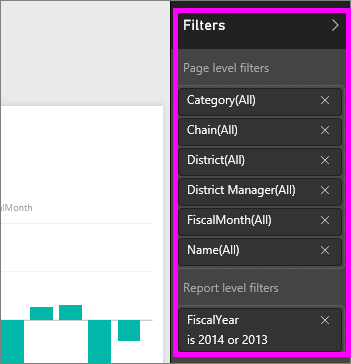 Filters
Page level filters
Category(All)
Chain(All)
District(All)
District Manager(All)
FiscalMonth(All)
Name(All)
Report level filters
FiscalYear
is 2014 or 2013
calMonth